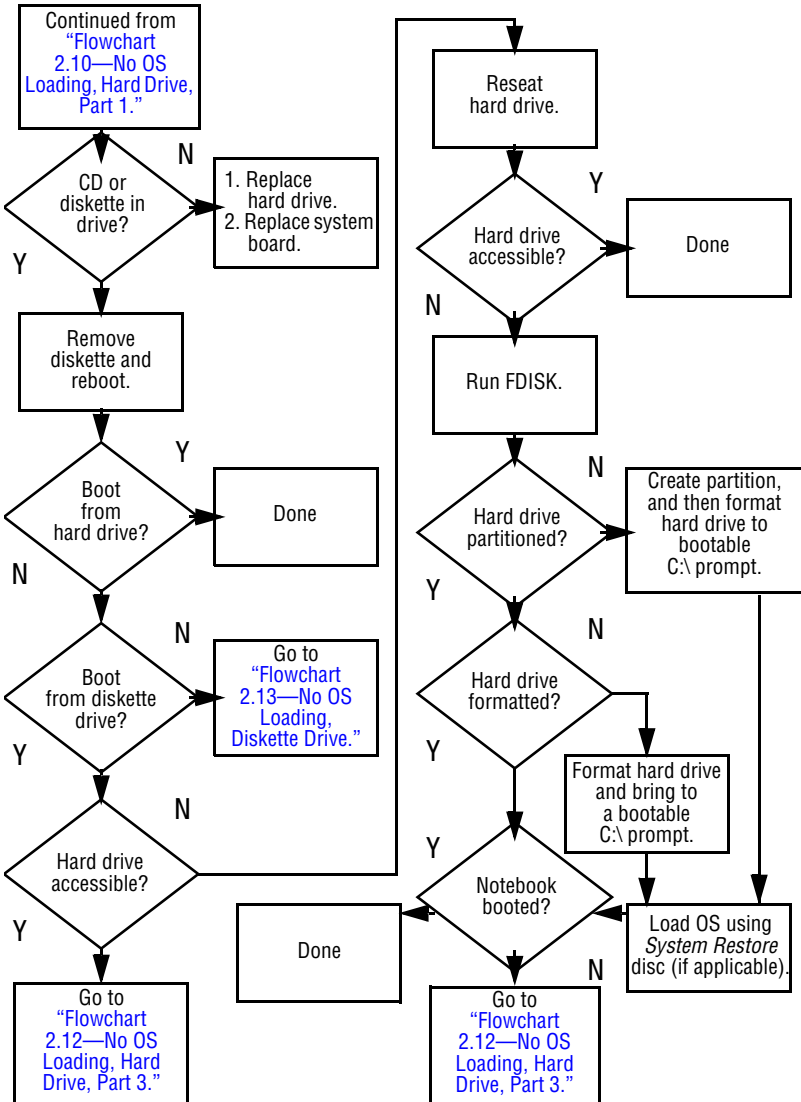 Continued from
“Flowchart
2.10—No OS
Loading, Hard Drive,
Part 1.”
N
CD or
diskette in
drive?
1. Replace
hard drive.
2. Replace system
board.
Y
Remove
diskette and
reboot.
Y
Boot
from
hard drive?
Done
N
N
Boot
from diskette
drive?
Go to
“Flowchart
2.13—No OS
Loading,
Diskette Drive.”
Y
N
Hard drive
accessible?
Y
Go to
“Flowchart
2.12—No OS
Loading, Hard
Drive, Part 3.”
Reseat
hard drive.
Y
Hard drive
accessible?
Done
N
Run FDISK.
N
Hard drive
partitioned?
Create partition,
and then format
hard drive to
bootable
C:\ prompt.
Y
N
Hard drive
formatted?
Y
Format hard drive
and bring to
a bootable
C:\ prompt.
Y
Notebook
booted?
Load OS using
System Restore
disc (if applicable).
Done
N
Go to
“Flowchart
2.12—No OS
Loading, Hard
Drive, Part 3.”